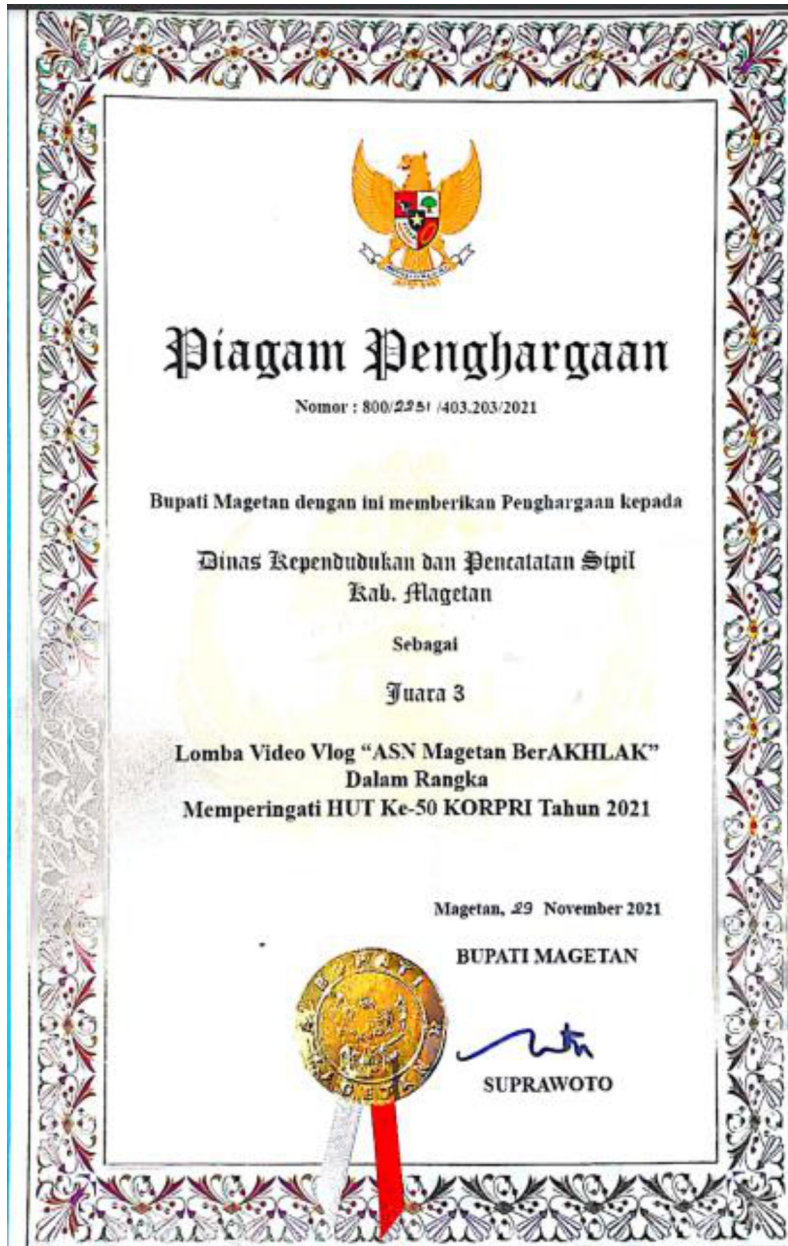 Piagam Penghargaan
Nomor : 800/2231 /403.203/2021
Bupati Magetan dengan ini memberikan Penghargaan kepada
Dinas Kependudukan dan Pencatatan Sipil
Kab. Magetan
Sebagai
Juara 3
Lomba Video Vlog “ASN Magetan BerAKHLAK”
Dalam Rangka
Memperingati HUT Ke-50 KORPRI Tahun 2021
Magetan, 29 November 2021
BUPATI MAGETAN
BUPATI
MAGETAN
SUPRAWOTO